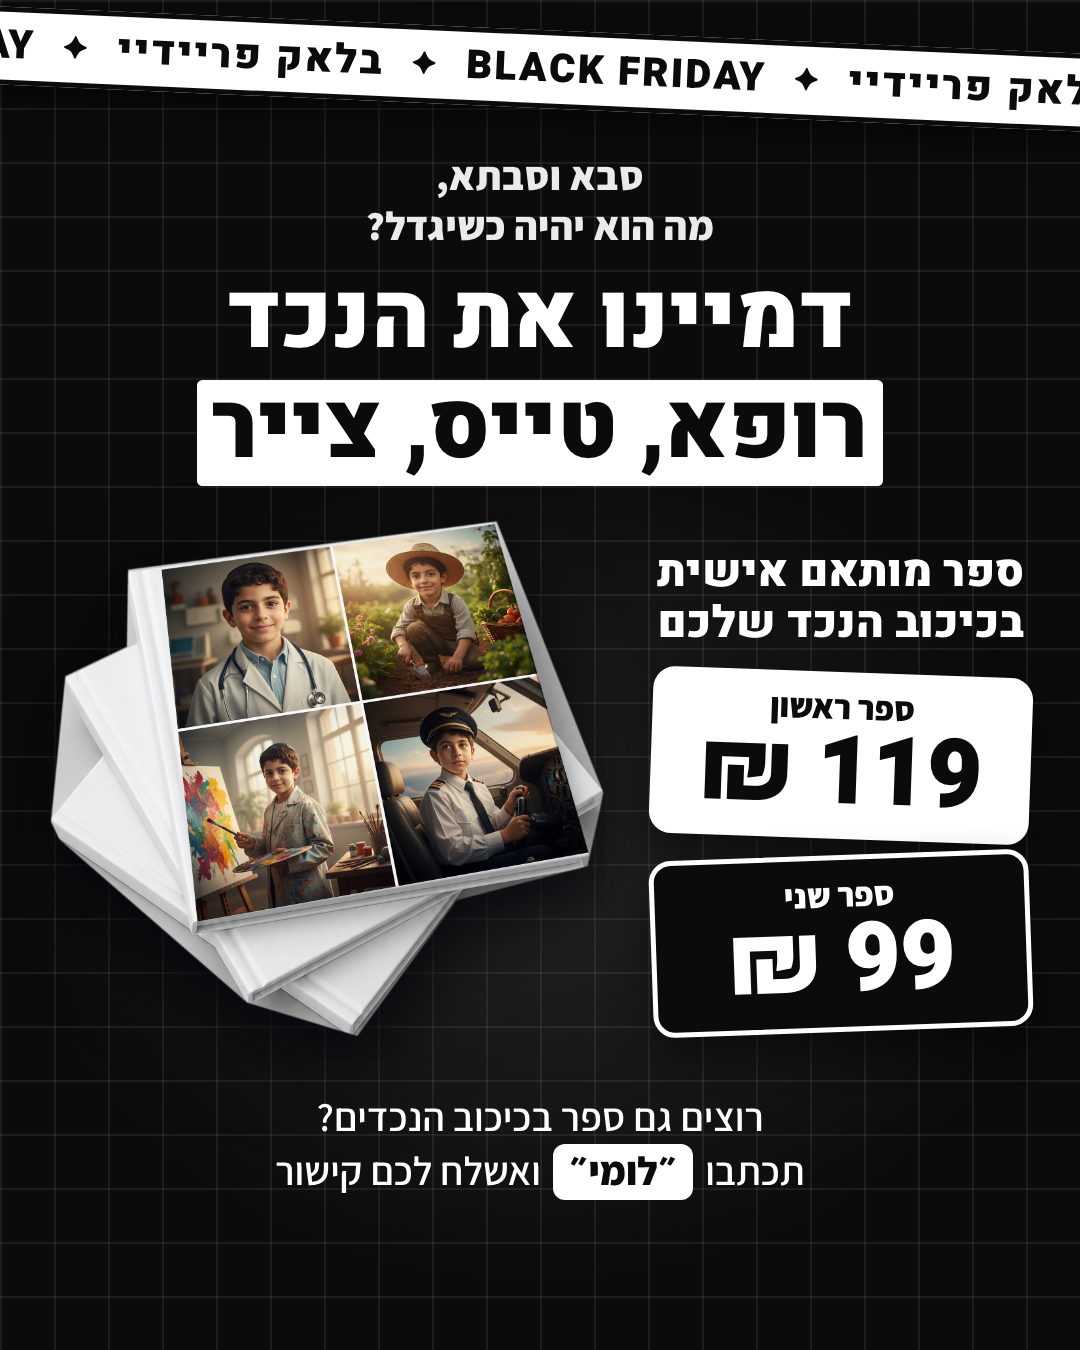 בלאק פריידיי ✦ BLACK FRIDAY ✦ בלאק פריידיי
סבא וסבתא,
מה הוא יהיה כשיגדל?
דמיינו את הנכד
רופא, טייס, צייר
ספר מותאם אישית
בכיכוב הנכד שלכם
ספר ראשון
119 ₪
ספר שני
99 ₪
רוצים גם ספר בכיכוב הנכדים?
תכתבו ״לומי״ ואשלח לכם קישור